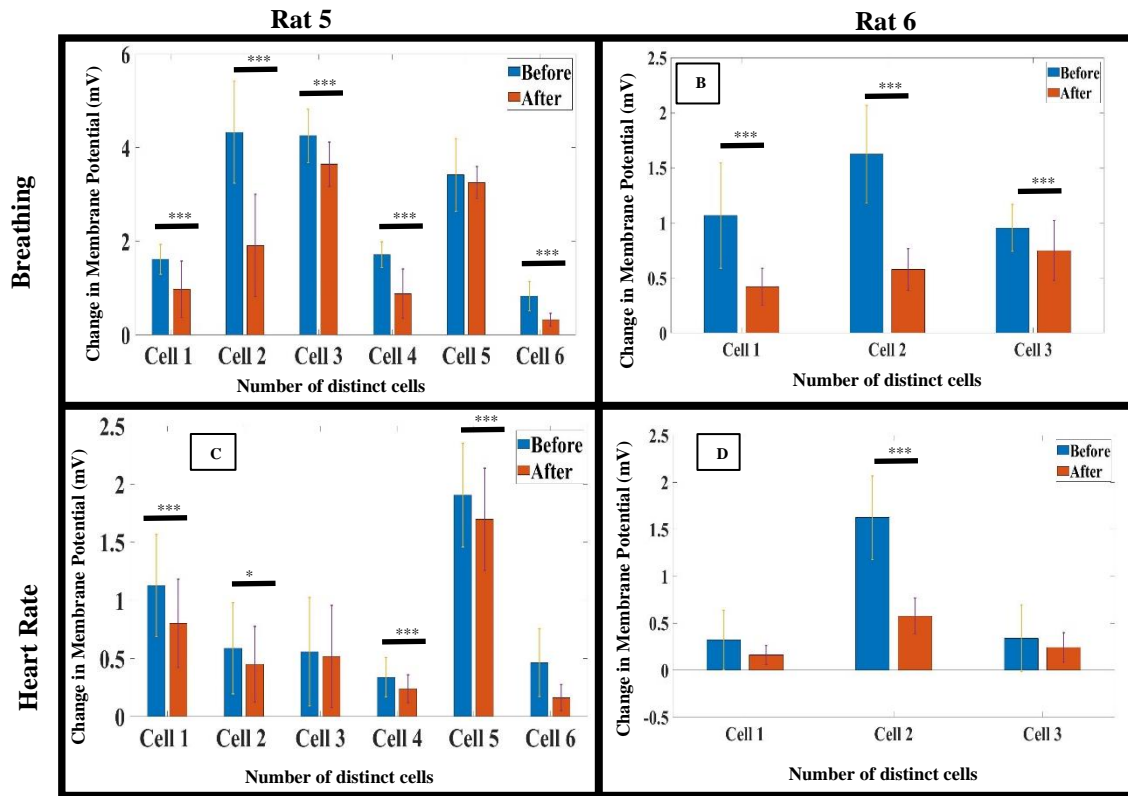 Rat 5
Rat 6
Breathing
Heart Rate
Change in Membrane Potential (mV)
6
4
2
0
***
***
***
***
***
Before
After
Cell 1 Cell 2 Cell 3 Cell 4 Cell 5 Cell 6
Number of distinct cells
B
Change in Membrane Potential (mV)
2.5
2
1.5
1
0.5
0
***
***
***
Before
After
Cell 1 Cell 2 Cell 3
Number of distinct cells
C
Change in Membrane Potential (mV)
2.5
2
1.5
1
0.5
0
***
*
***
***
Before
After
Cell 1 Cell 2 Cell 3 Cell 4 Cell 5 Cell 6
Number of distinct cells
D
Change in Membrane Potential (mV)
2.5
2
1.5
1
0.5
0
-0.5
***
Before
After
Cell 1 Cell 2 Cell 3
Number of distinct cells